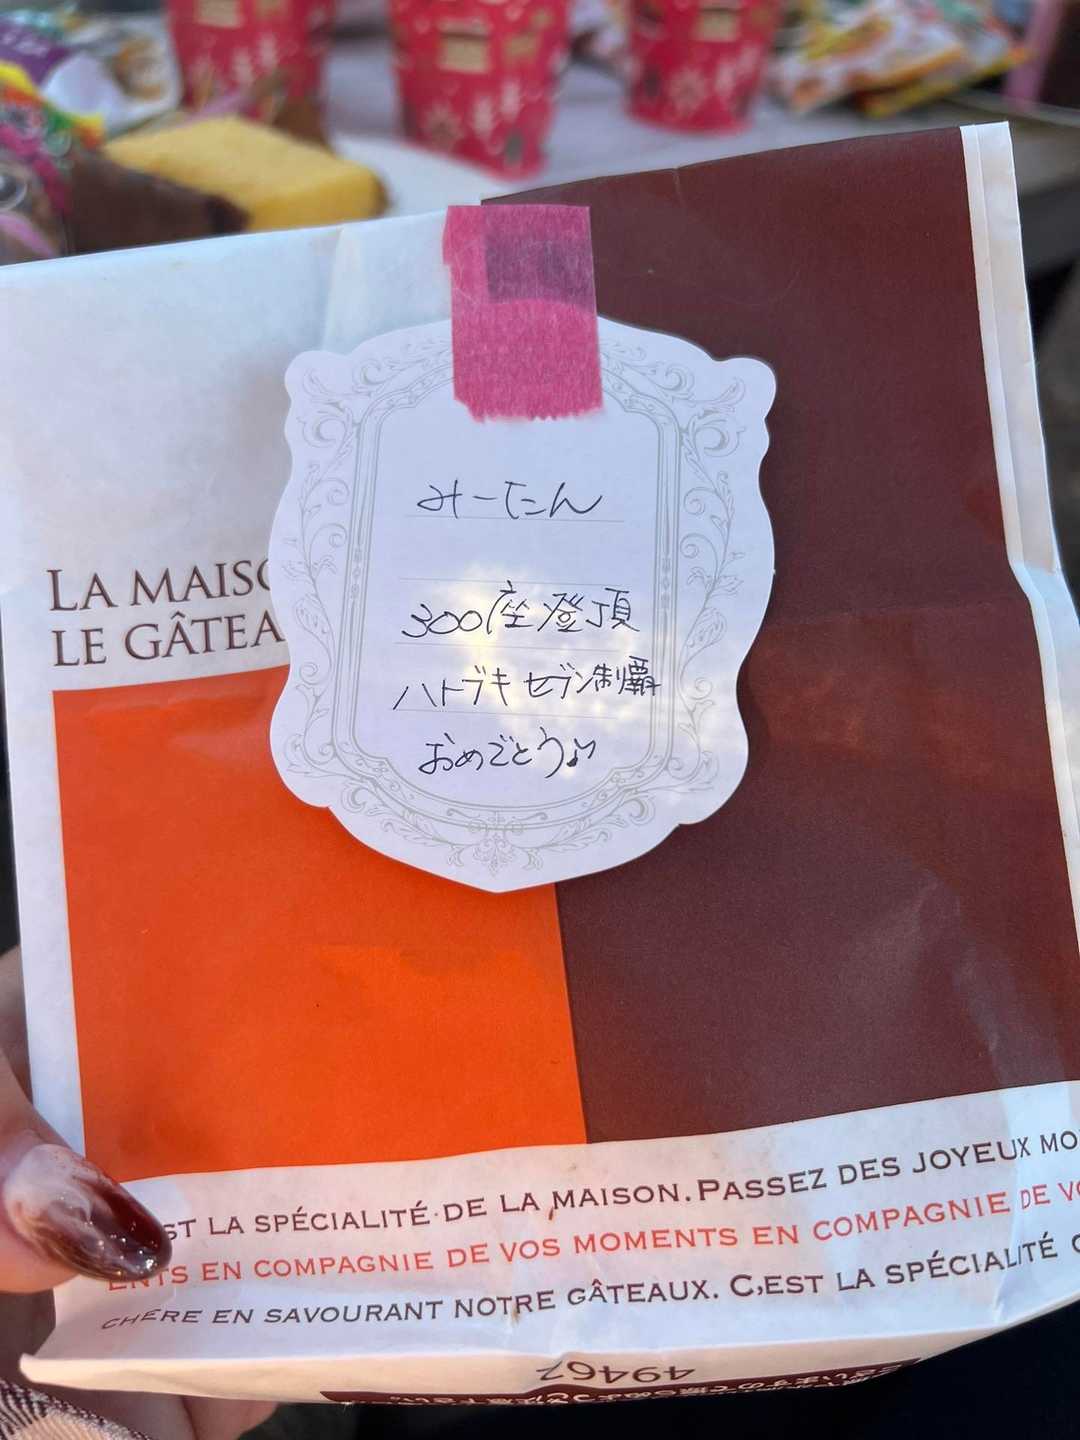 みーたん
300座登頂
ハトブキセブン制覇
おめでとう♪
LA MAISO
LE GÂTEA
ST LA SPÉCIALITÉ DE LA MAISON. PASSEZ DES JOYEUX MO
ENTS EN COMPAGNIE DE VOS MOMENTS EN COMPAGNIE DE VO
CHÈRE EN SAVOURANT NOTRE GÂTEAUX. C,EST LA SPÉCIALITÉ
49462